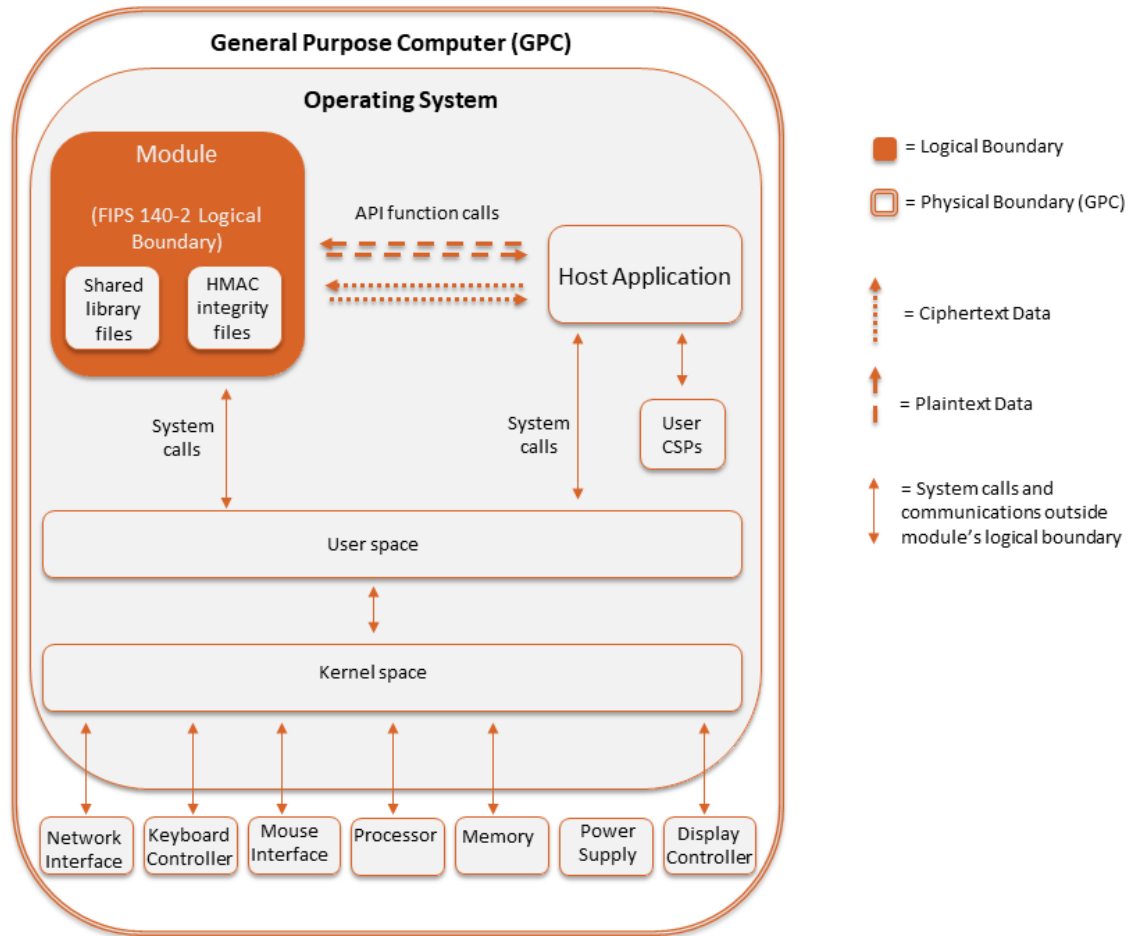 General Purpose Computer (GPC)
Operating System
Module
(FIPS 140-2 Logical
Boundary)
Shared
library
files
HMAC
integrity
files
API function calls
Host Application
System
calls
System
calls
User
CSPs
User space
Kernel space
Network
Interface
Keyboard
Controller
Mouse
Interface
Processor
Memory
Power
Supply
Display
Controller
= Logical Boundary
= Physical Boundary (GPC)
= Ciphertext Data
= Plaintext Data
= System calls and
communications outside
module’s logical boundary